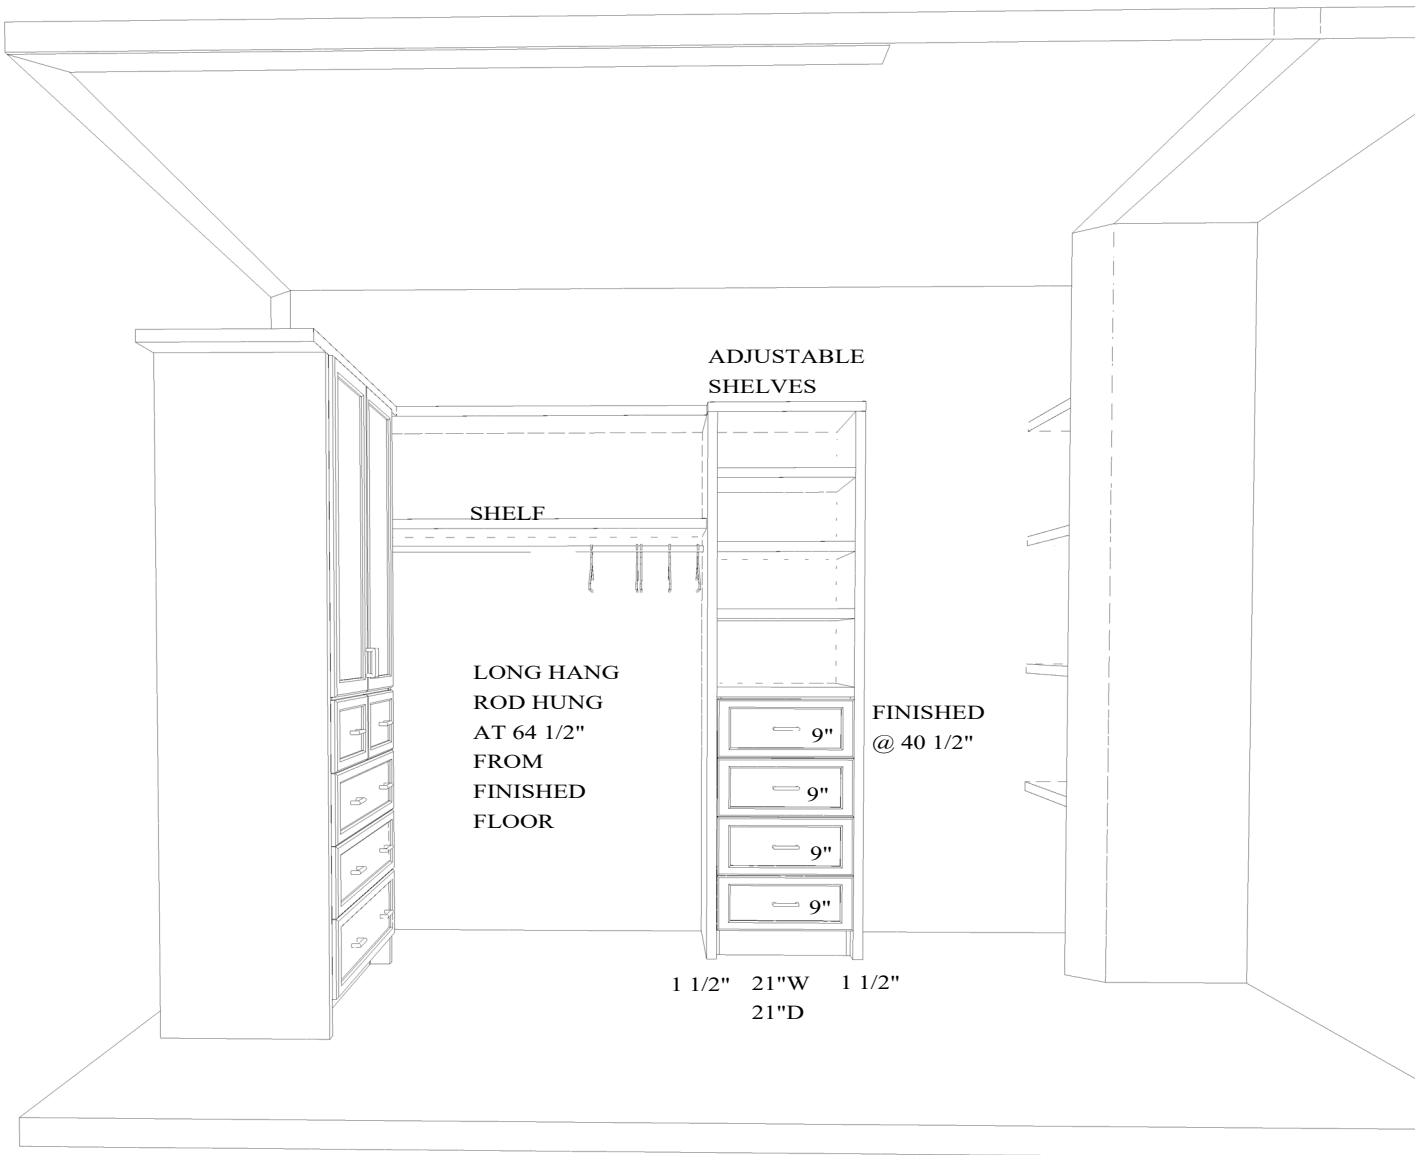 ADJUSTABLE
SHELVES
SHELF
LONG HANG
ROD HUNG
AT 64 1/2"
FROM
FINISHED
FLOOR
FINISHED
@ 40 1/2"
9"
9"
9"
9"
1 1/2" 21"W 1 1/2"
21"D